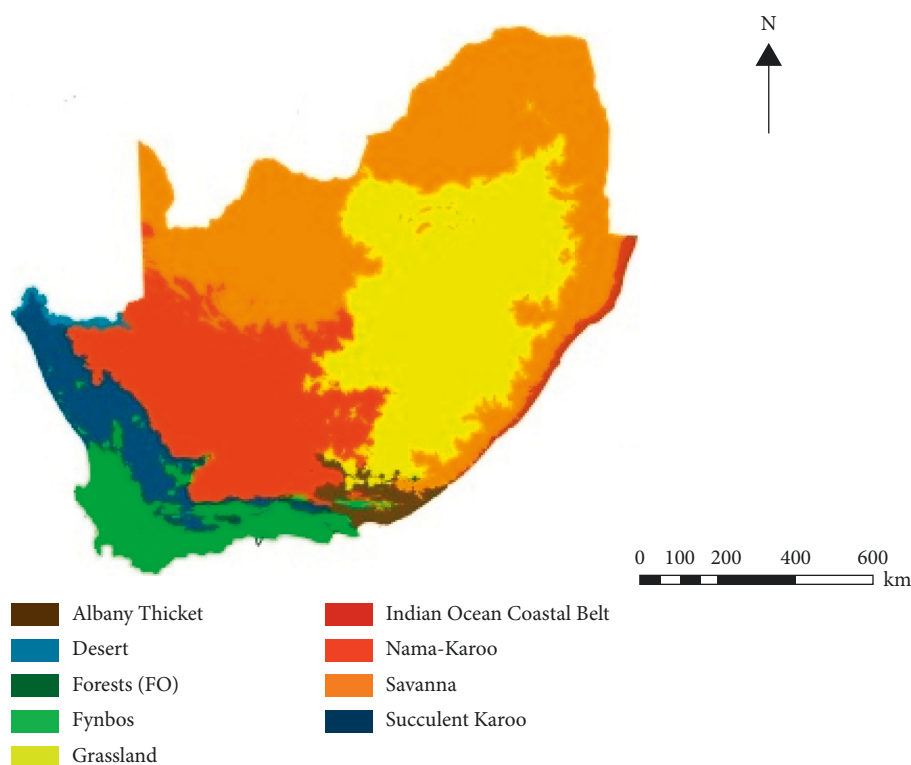 N
0 100 200 400 600
km
Albany Thicket
Desert
Forests (FO)
Fynbos
Grassland
Indian Ocean Coastal Belt
Nama-Karoo
Savanna
Succulent Karoo